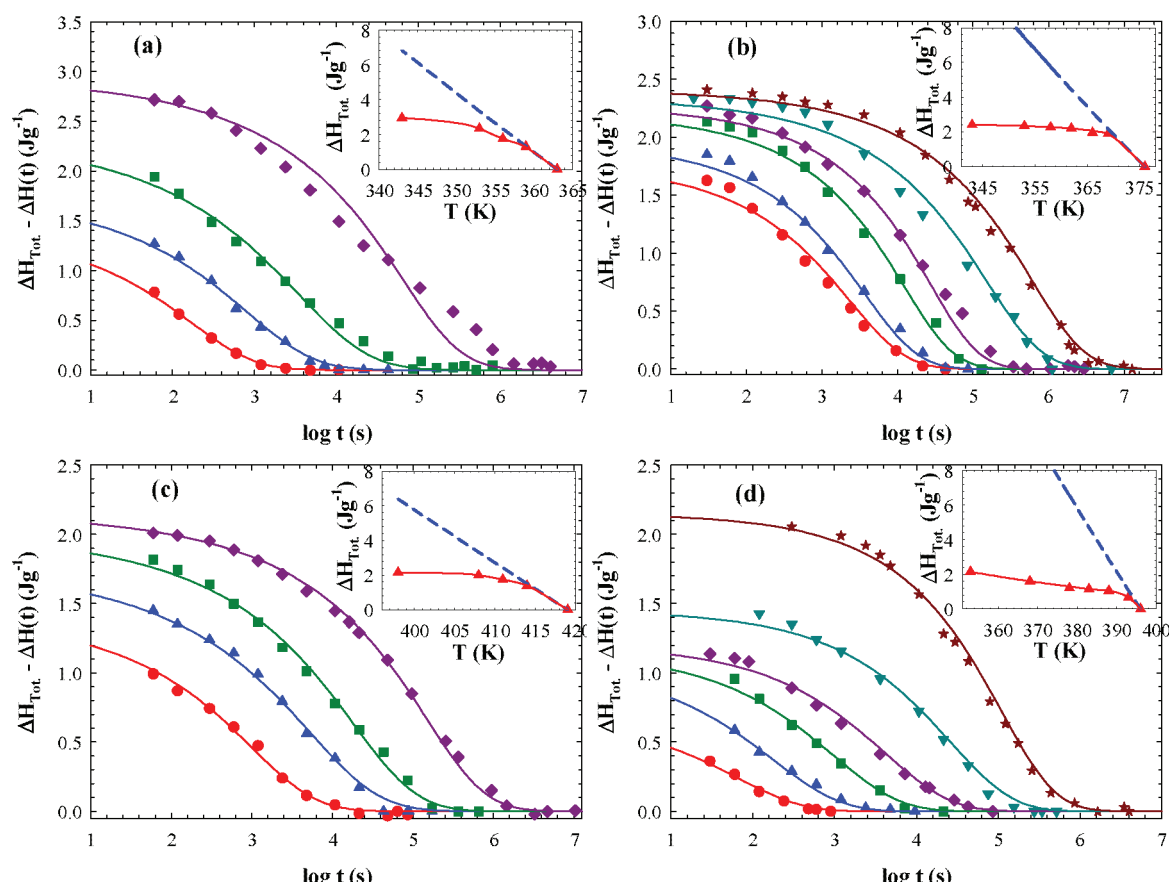 (a)
ΔH_Tot. - ΔH(t) (Jg⁻¹)
3.5
3.0
2.5
2.0
1.5
1.0
0.5
0.0
1 2 3 4 5 6 7
log t (s)
ΔH_Tot. (Jg⁻¹)
8
6
4
2
0
340 345 350 355 360 365
T (K)
(b)
ΔH_Tot. - ΔH(t) (Jg⁻¹)
3.0
2.5
2.0
1.5
1.0
0.5
0.0
1 2 3 4 5 6 7
log t (s)
ΔH_Tot. (Jg⁻¹)
8
6
4
2
0
345 355 365 375
T (K)
(c)
ΔH_Tot. - ΔH(t) (Jg⁻¹)
2.5
2.0
1.5
1.0
0.5
0.0
1 2 3 4 5 6 7
log t (s)
ΔH_Tot. (Jg⁻¹)
8
6
4
2
0
400 405 410 415 420
T (K)
(d)
ΔH_Tot. - ΔH(t) (Jg⁻¹)
2.5
2.0
1.5
1.0
0.5
0.0
1 2 3 4 5 6 7
log t (s)
ΔH_Tot. (Jg⁻¹)
8
6
4
2
0
360 370 380 390 400
T (K)